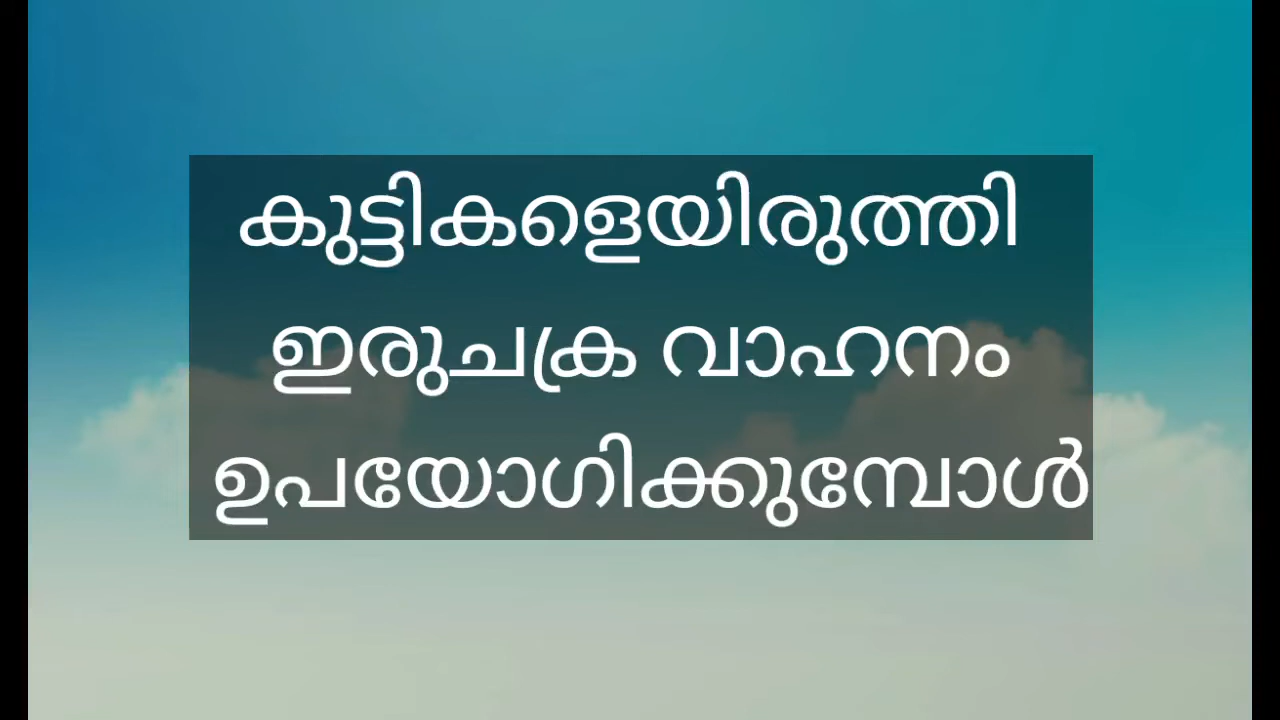 കുട്ടികളെയിരുത്തി
ഇരുചക്ര വാഹനം
ഉപയോഗിക്കുമ്പോൾ